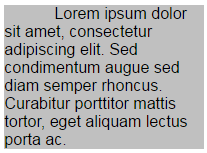 Lorem ipsum dolor
sit amet, consectetur
adipiscing elit. Sed
condimentum augue sed
diam semper rhoncus.
Curabitur porttitor mattis
tortor, eget aliquam lectus
porta ac.